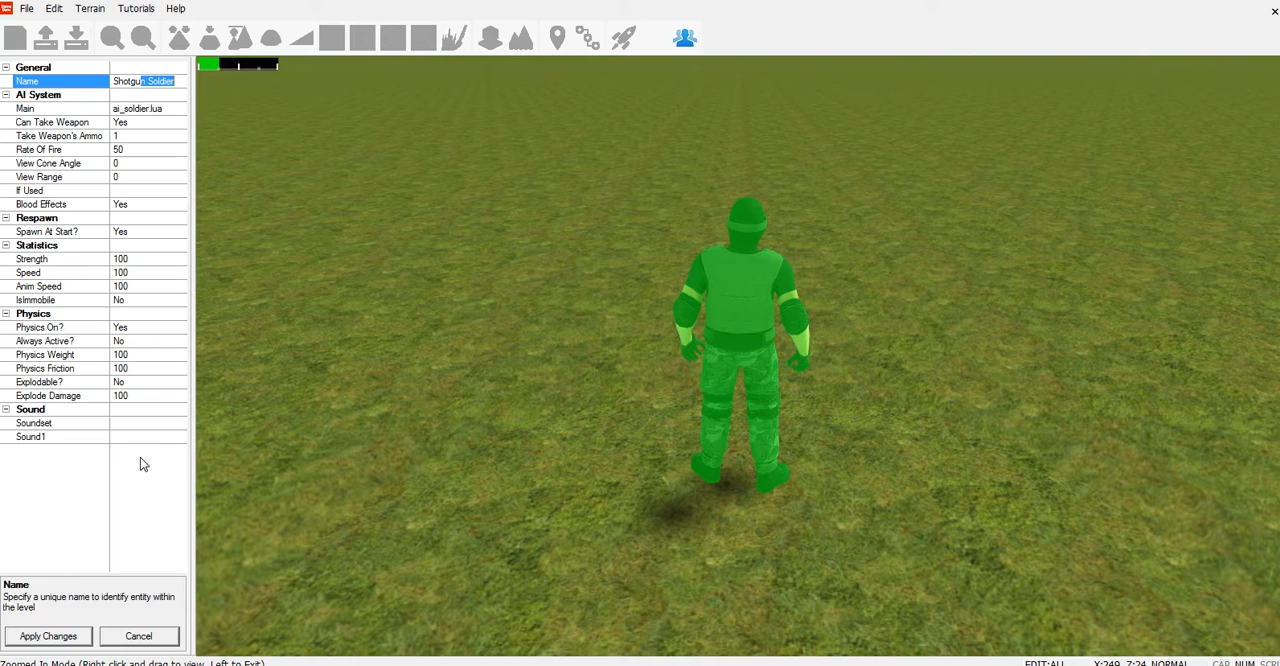 File Edit Terrain Tutorials Help
General
Name Shotgun Soldier
AI System
Main ai_soldier.lua
Can Take Weapon Yes
Take Weapon's Ammo 1
Rate Of Fire 50
View Cone Angle 0
View Range 0
If Used
Blood Effects Yes
Respawn
Spawn At Start? Yes
Statistics
Strength 100
Speed 100
Anim Speed 100
IsImmobile No
Physics
Physics On? Yes
Always Active? No
Physics Weight 100
Physics Friction 100
Explodable? No
Explode Damage 100
Sound
Soundset
Sound1
Name
Specify a unique name to identify entity within
the level
Apply Changes Cancel
Zoomed In Mode (Right click and drag to view, Left to Exit) EDIT:ALL X:249 Z:24 NORMAL CAP NUM SCRL